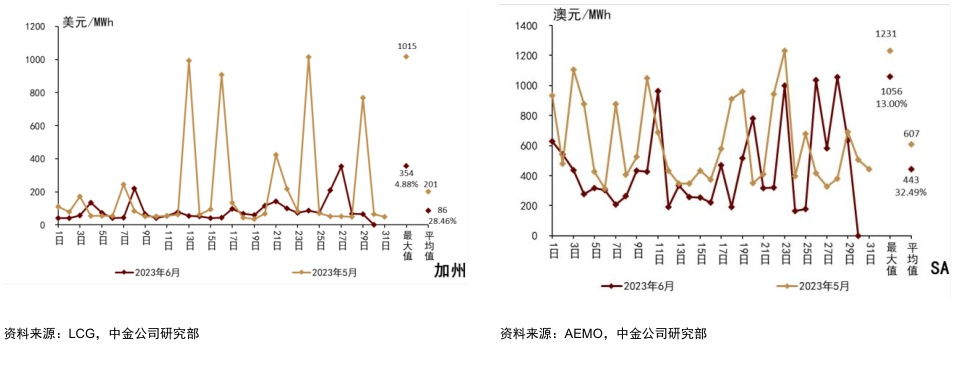 美元/MWh
1200
1000
800
600
400
200
0
1015
354
4.88%
201
86
28.46%
1日
3日
5日
7日
9日
11日
13日
15日
17日
19日
21日
23日
25日
27日
29日
31日
最大值
平均值
2023年6月
2023年5月
加州
澳元/MWh
1400
1200
1000
800
600
400
200
0
1231
1056
13.00%
607
443
32.49%
1日
3日
5日
7日
9日
11日
13日
15日
17日
19日
21日
23日
25日
27日
29日
31日
最大值
平均值
2023年6月
2023年5月
SA
资料来源：LCG，中金公司研究部
资料来源：AEMO，中金公司研究部